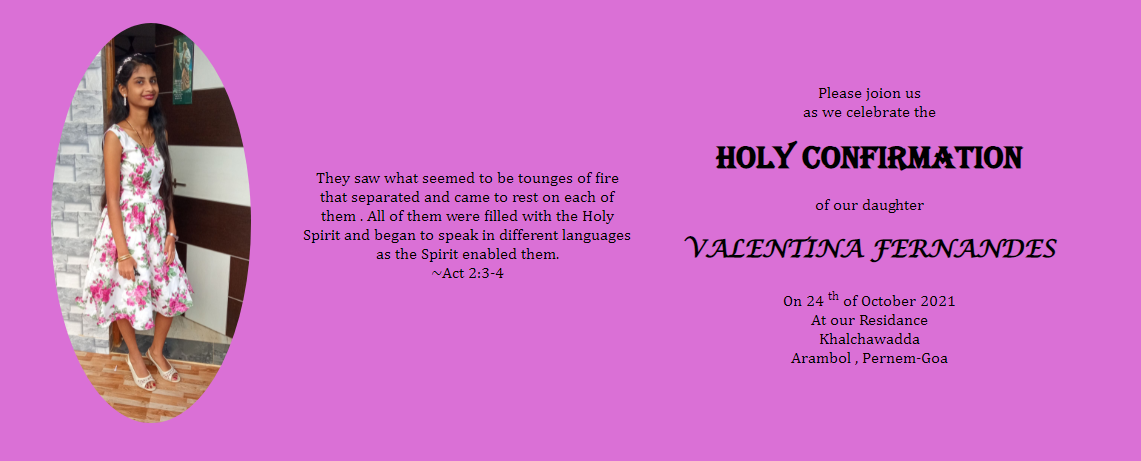 They saw what seemed to be tounges of fire
that separated and came to rest on each of
them . All of them were filled with the Holy
Spirit and began to speak in different languages
as the Spirit enabled them.
~Act 2:3-4
Please joion us
as we celebrate the
HOLY CONFIRMATION
of our daughter
VALENTINA FERNANDES
On 24 th of October 2021
At our Residance
Khalchawadda
Arambol , Pernem-Goa